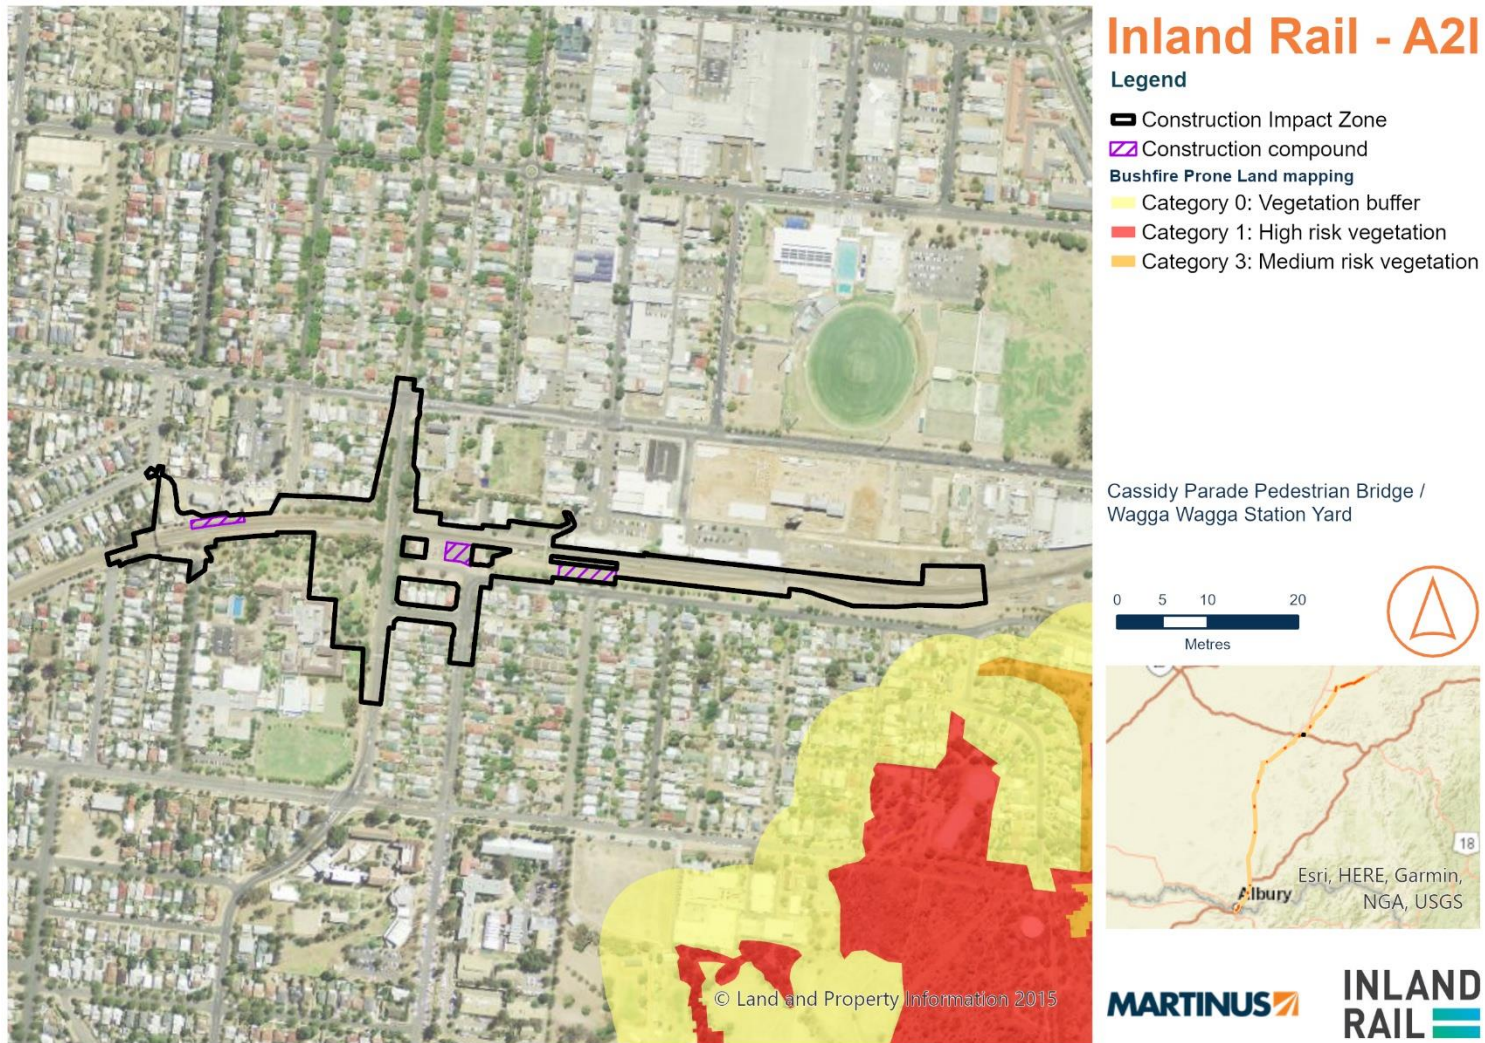 Inland Rail - A2I
Legend
Construction Impact Zone
Construction compound
Bushfire Prone Land mapping
Category 0: Vegetation buffer
Category 1: High risk vegetation
Category 3: Medium risk vegetation
Cassidy Parade Pedestrian Bridge /
Wagga Wagga Station Yard
0 5 10 20
Metres
18
Albury
Esri, HERE, Garmin,
NGA, USGS
© Land and Property Information 2015
MARTINUS
INLAND
RAIL